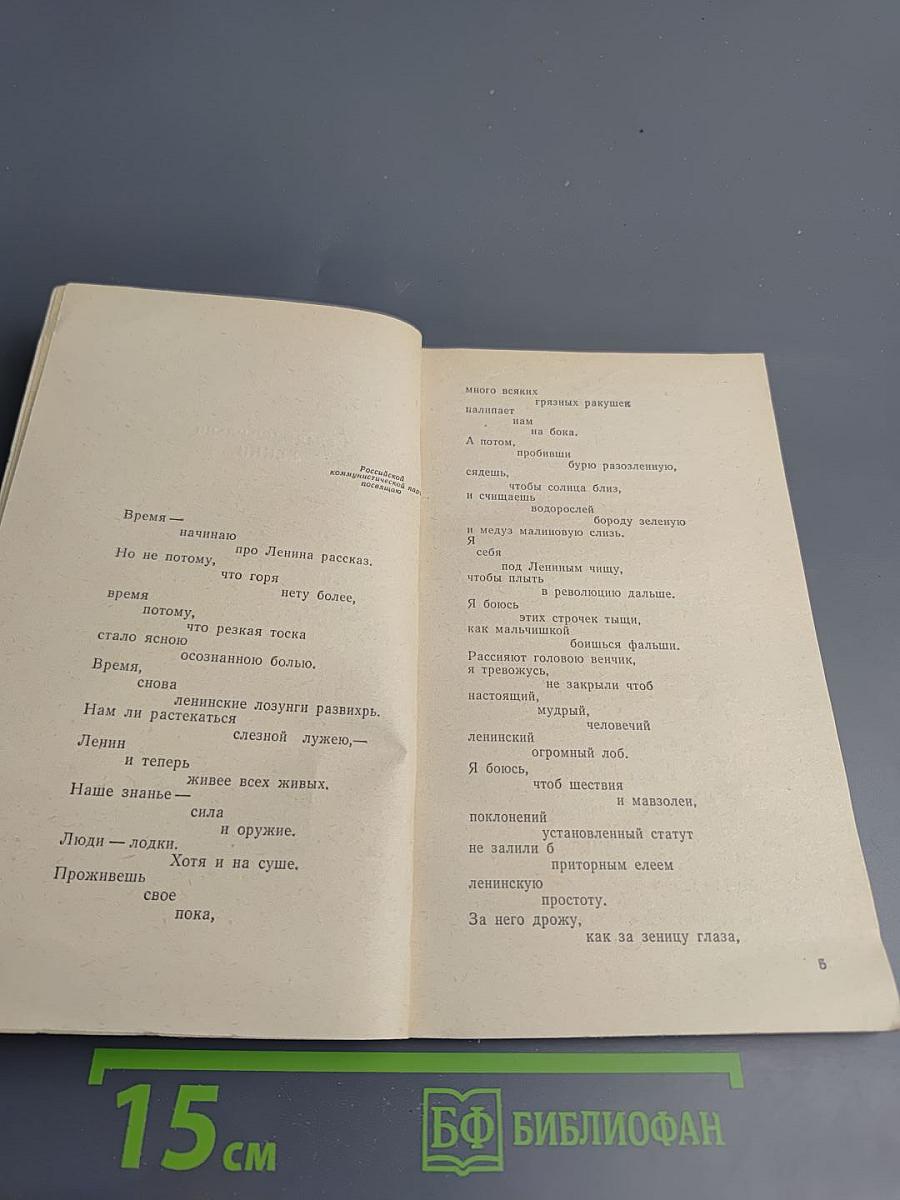 Российской
коммунистической
посвящаю
Время —
начинаю
про Ленина рассказ.
Но не потому,
что горя
нету более,
время
потому,
что резкая тоска
стало ясною
осознанною болью.
Время,
снова
ленинские лозунги развихрь.
Нам ли растекаться
слезной лужею,—
Ленин
и теперь
живее всех живых.
Наше знанье —
сила
и оружие.
Люди — лодки.
Хотя и на суше.
Проживешь
свое
пока,
много всяких
грязных ракушек
налипает
нам
на бока.
А потом,
пробивши
бурю разозленную,
сядешь,
чтобы солнца близ,
и счищаешь
водорослей
бороду зеленую
и медуз малиновую слизь.
Я
себя
под Лениным чищу,
чтобы плыть
в революцию дальше.
Я боюсь
этих строчек тыщи,
как мальчишкой
боишься фальши.
Рассияют головою венчик,
я тревожусь,
не закрыли чтоб
настоящий,
мудрый,
человечий
ленинский
огромный лоб.
Я боюсь,
чтоб шествия
и мавзолеи,
поклонений
установленный статут
не залили б
приторным елеем
ленинскую
простоту.
За него дрожу,
как за зеницу глаза,
5
15 см
БФ БИБЛИОФАН